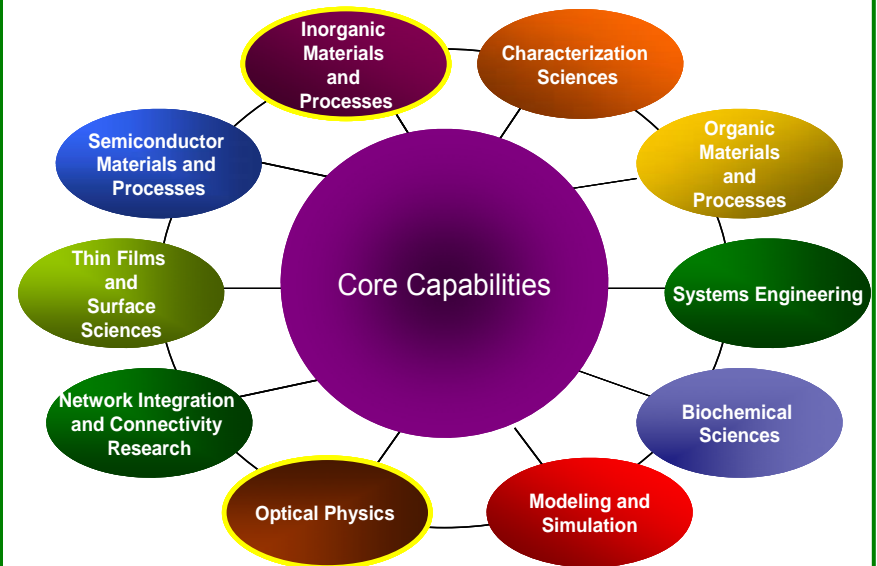 Inorganic
Materials
and
Processes
Characterization
Sciences
Organic
Materials
and
Processes
Systems Engineering
Biochemical
Sciences
Modeling and
Simulation
Optical Physics
Network Integration
and Connectivity
Research
Thin Films
and
Surface
Sciences
Semiconductor
Materials and
Processes
Core Capabilities